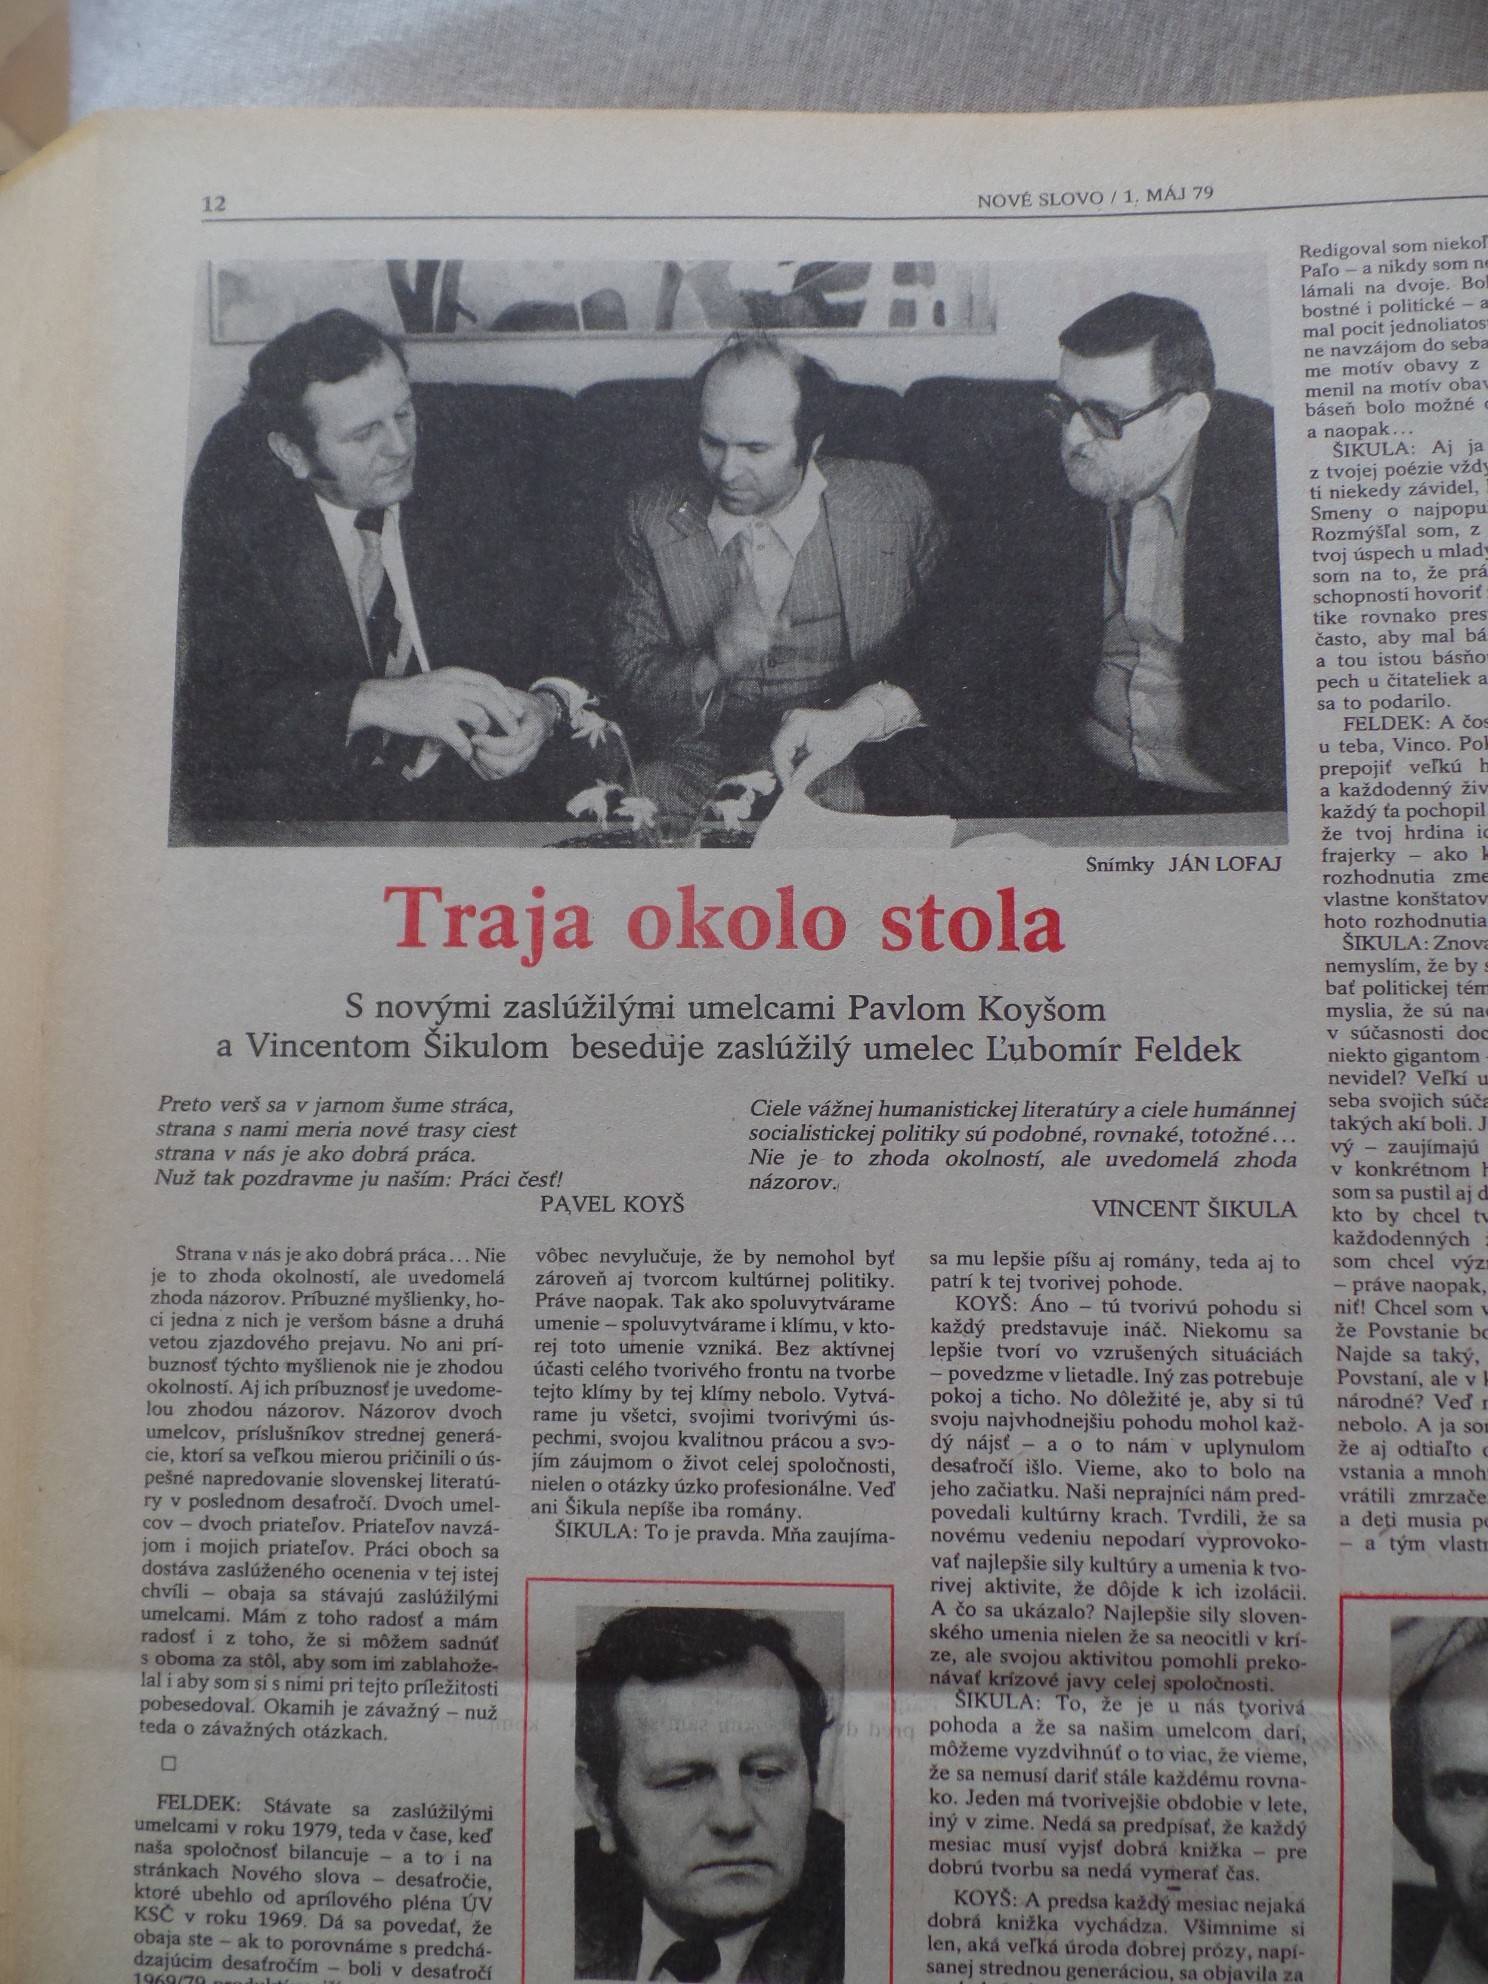 12
NOVÉ SLOVO / 1. MÁJ 79
Snímky JÁN LOFAJ
Traja okolo stola
S novými zaslúžilými umelcami Pavlom Koyšom
a Vincentom Šikulom besedùje zaslúžilý umelec Ľubomír Feldek
Preto verš sa v jarnom šume stráca,
strana s nami meria nové trasy ciest
strana v nás je ako dobrá práca.
Nuž tak pozdravme ju naším: Práci česť!
PAVEL KOYŠ
Ciele vážnej humanistickej literatúry a ciele humánnej
socialistickej politiky sú podobné, rovnaké, totožné...
Nie je to zhoda okolností, ale uvedomelá zhoda
názorov.
VINCENT ŠIKULA
Strana v nás je ako dobrá práca... Nie
je to zhoda okolností, ale uvedomelá
zhoda názorov. Príbuzné myšlienky, ho-
ci jedna z nich je veršom básne a druhá
vetou zjazdového prejavu. No ani prí-
buznosť týchto myšlienok nie je zhodou
okolností. Aj ich príbuznosť je uvedome-
lou zhodou názorov. Názorov dvoch
umelcov, príslušníkov strednej generá-
cie, ktorí sa veľkou mierou pričinili o ús-
pešné napredovanie slovenskej literatú-
ry v poslednom desaťročí. Dvoch umel-
cov – dvoch priateľov. Priateľov navzá-
jom i mojich priateľov. Práci oboch sa
dostáva zaslúženého ocenenia v tej istej
chvíli – obaja sa stávajú zaslúžilými
umelcami. Mám z toho radosť a mám
radosť i z toho, že si môžem sadnúť
s oboma za stôl, aby som im zablahože-
lal i aby som si s nimi pri tejto príležitosti
pobesedoval. Okamih je závažný – nuž
teda o závažných otázkach.
FELDEK: Stávate sa zaslúžilými
umelcami v roku 1979, teda v čase, keď
naša spoločnosť bilancuje – a to i na
stránkach Nového slova – desaťročie,
ktoré ubehlo od aprílového pléna ÚV
KSČ v roku 1969. Dá sa povedať, že
obaja ste – ak to porovnáme s predchá-
dzajúcim desaťročím – boli v desaťročí
1969/79
vôbec nevylučuje, že by nemohol byť
zároveň aj tvorcom kultúrnej politiky.
Práve naopak. Tak ako spoluvytvárame
umenie – spoluvytvárame i klímu, v kto-
rej toto umenie vzniká. Bez aktívnej
účasti celého tvorivého frontu na tvorbe
tejto klímy by tej klímy nebolo. Vytvá-
rame ju všetci, svojimi tvorivými ús-
pechmi, svojou kvalitnou prácou a svo-
jím záujmom o život celej spoločnosti,
nielen o otázky úzko profesionálne. Veď
ani Šikula nepíše iba romány.
ŠIKULA: To je pravda. Mňa zaujíma-
sa mu lepšie píšu aj romány, teda aj to
patrí k tej tvorivej pohode.
KOYŠ: Áno – tú tvorivú pohodu si
každý predstavuje ináč. Niekomu sa
lepšie tvorí vo vzrušených situáciách
– povedzme v lietadle. Iný zas potrebuje
pokoj a ticho. No dôležité je, aby si tú
svoju najvhodnejšiu pohodu mohol kaž-
dý nájsť – a o to nám v uplynulom
desaťročí išlo. Vieme, ako to bolo na
jeho začiatku. Naši neprajníci nám pred-
povedali kultúrny krach. Tvrdili, že sa
novému vedeniu nepodarí vyprovoko-
vať najlepšie sily kultúry a umenia k tvo-
rivej aktivite, že dôjde k ich izolácii.
A čo sa ukázalo? Najlepšie sily sloven-
ského umenia nielen že sa neocitli v krí-
ze, ale svojou aktivitou pomohli preko-
návať krízové javy celej spoločnosti.
ŠIKULA: To, že je u nás tvorivá
pohoda a že sa našim umelcom darí,
môžeme vyzdvihnúť o to viac, že vieme,
že sa nemusí dariť stále každému rovna-
ko. Jeden má tvorivejšie obdobie v lete,
iný v zime. Nedá sa predpísať, že každý
mesiac musí vyjsť dobrá knižka – pre
dobrú tvorbu sa nedá vymerať čas.
KOYŠ: A predsa každý mesiac nejaká
dobrá knižka vychádza. Všimnime si
len, aká veľká úroda dobrej prózy, napí-
sanej strednou generáciou, sa objavila za
Redigoval som
Paľo – a nikdy som
lámali na dvoje.
bostné i politické –
mal pocit
ne navzájom do seba
me motív obavy z
menil na motív
báseň bolo možné
a naopak...
ŠIKULA: Aj ja
z tvojej poézie
ti niekedy závidel,
Smeny o
Rozmýšľal som, z
tvoj úspech u
som na to, že
schopnosti hovoriť
tike rovnako
často, aby mal
a tou istou
pech u čitateliek
sa to podarilo.
FELDEK: A
u teba, Vinco.
prepojiť veľkú
a každodenný
každý ťa pochopil
že tvoj hrdina
frajerky – ako
rozhodnutia
vlastne
hoto rozhodnutia
ŠIKULA: Znova
nemyslím, že by
bať politickej
myslia, že sú
v súčasnosti
niekto gigantom
nevidel? Veľkí
seba svojich
takých akí boli.
vý – zaujímajú
v konkrétnom
som sa pustil aj
kto by chcel
každodenných
som chcel
– práve naopak,
niť! Chcel som
že Povstanie
Najde sa taký,
Povstaní, ale v
národné? Veď
nebolo. A ja
že aj odtiaľto
vstania a
vrátili
a deti musia
– a tým